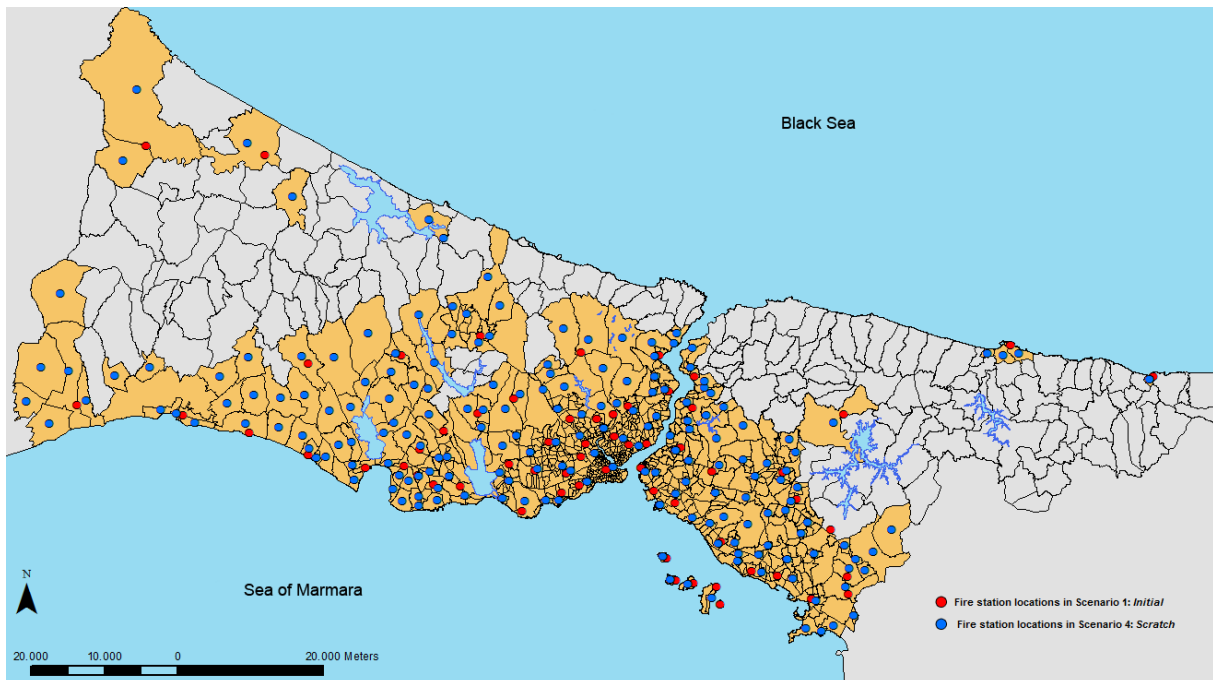 Black Sea
Sea of Marmara
N
Fire station locations in Scenario 1: Initial
Fire station locations in Scenario 4: Scratch
20.000 10.000 0 20.000 Meters